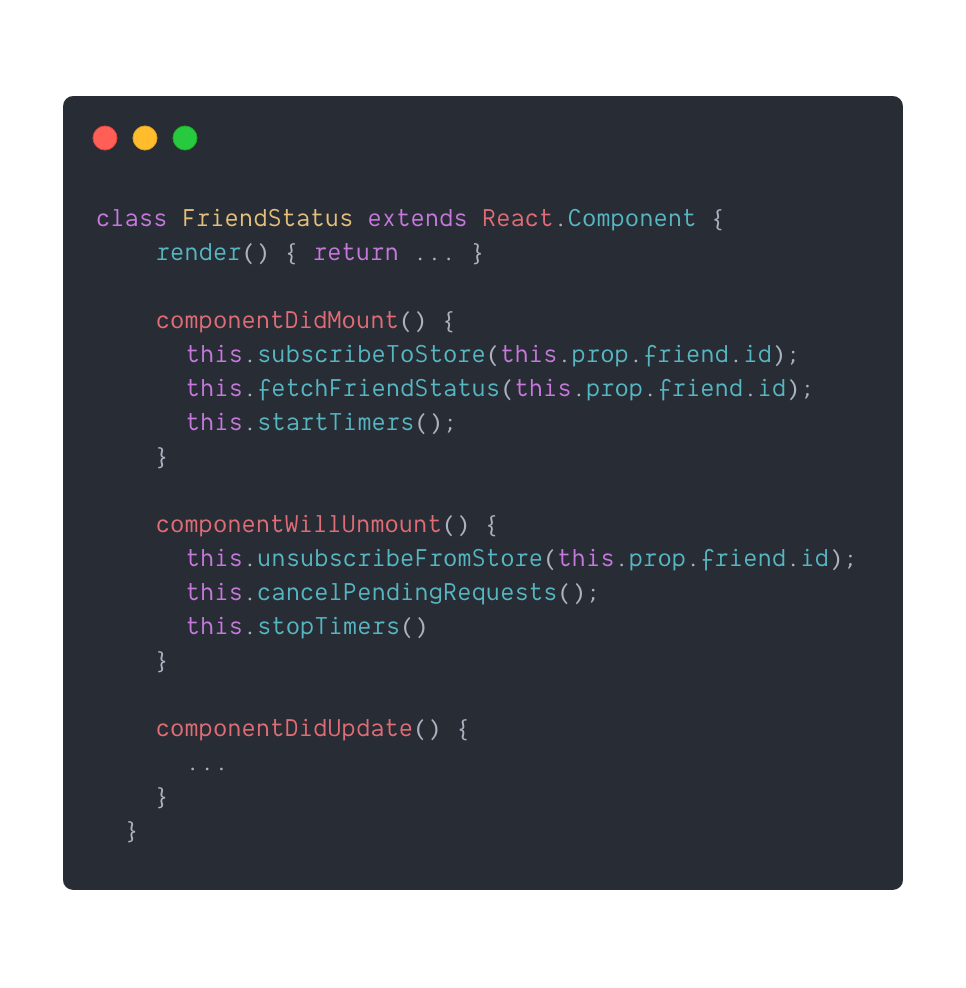 class FriendStatus extends React.Component {
    render() { return ... }

    componentDidMount() {
      this.subscribeToStore(this.prop.friend.id);
      this.fetchFriendStatus(this.prop.friend.id);
      this.startTimers();
    }

    componentWillUnmount() {
      this.unsubscribeFromStore(this.prop.friend.id);
      this.cancelPendingRequests();
      this.stopTimers()
    }

    componentDidUpdate() {
      ...
    }
  }